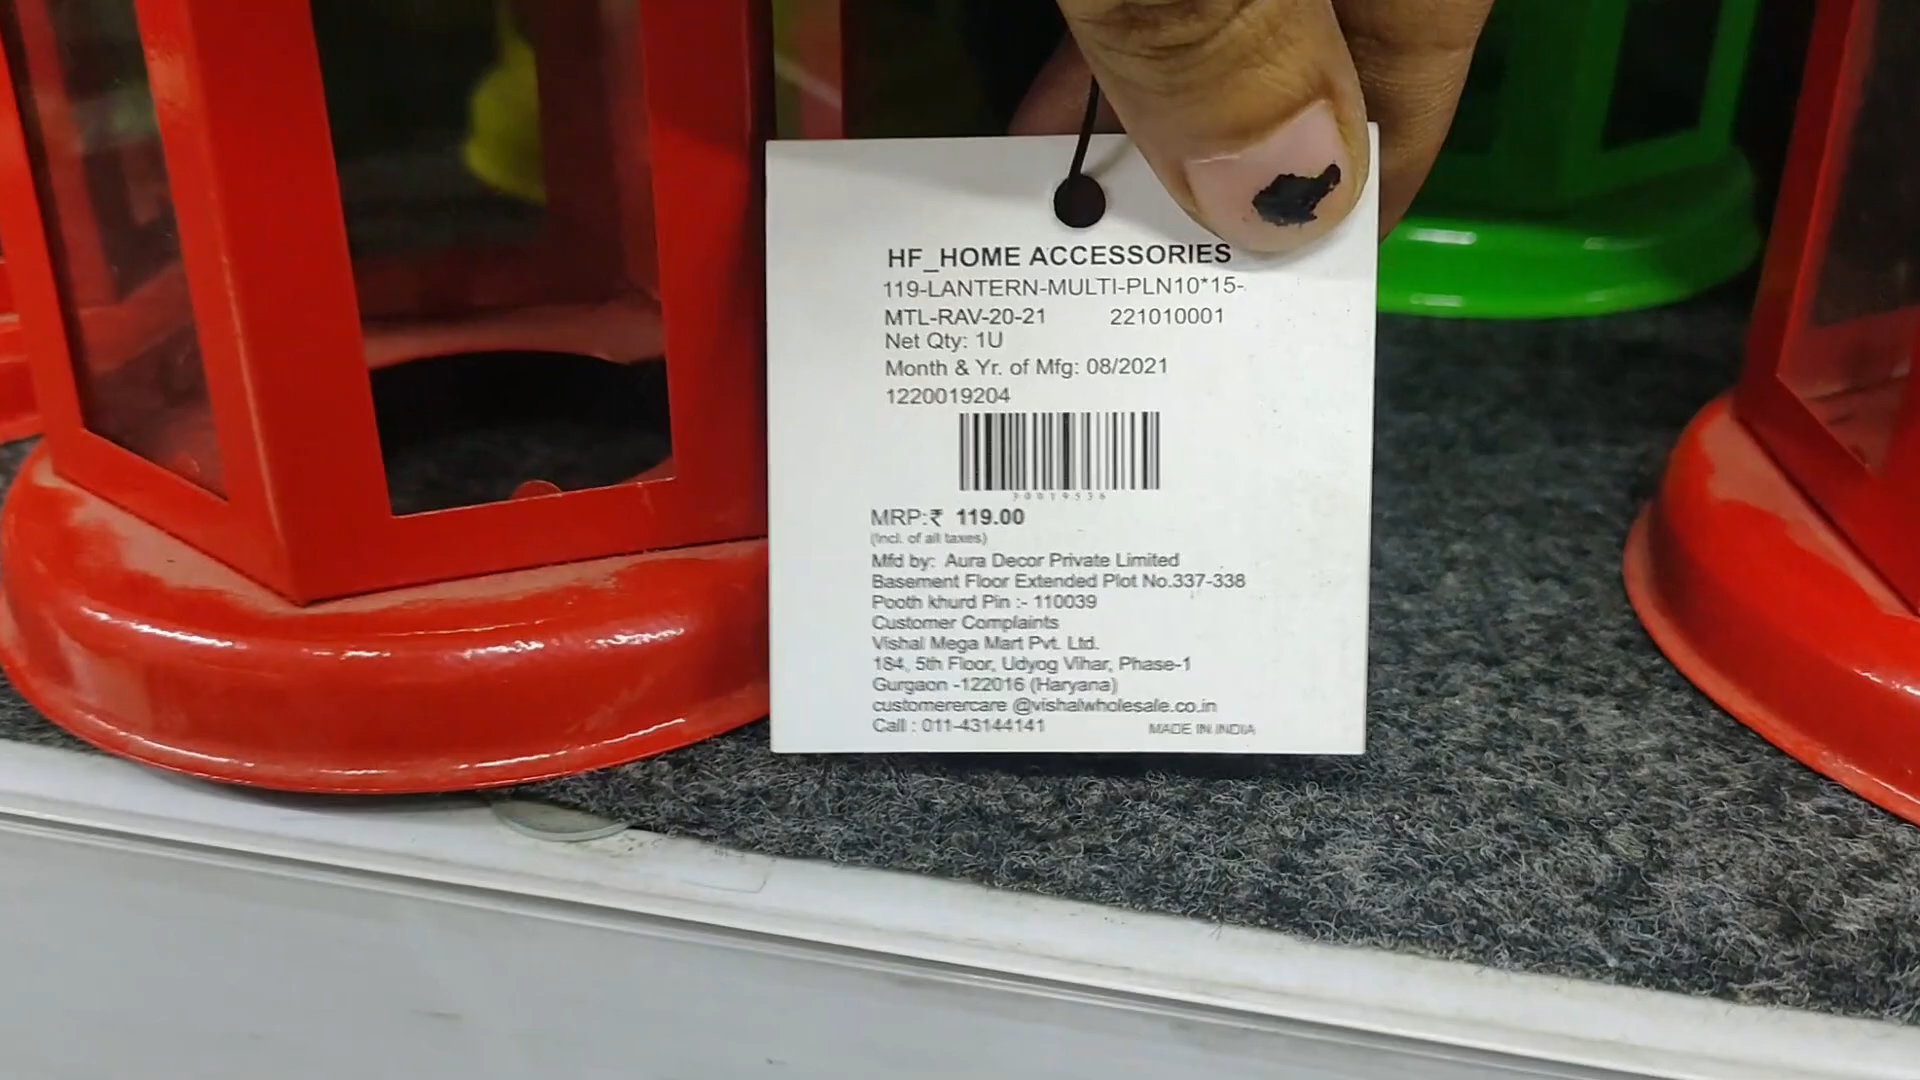 HF_HOME ACCESSORIES
119-LANTERN-MULTI-PLN10*15-
MTL-RAV-20-21 221010001
Net Qty: 1U
Month & Yr. of Mfg: 08/2021
1220019204
30019536
MRP:₹ 119.00
(Incl. of all taxes)
Mfd by: Aura Decor Private Limited
Basement Floor Extended Plot No.337-338
Pooth khurd Pin :- 110039
Customer Complaints
Vishal Mega Mart Pvt. Ltd.
184, 5th Floor, Udyog Vihar, Phase-1
Gurgaon -122016 (Haryana)
customerercare @vishalwholesale.co.in
Call : 011-43144141 MADE IN INDIA